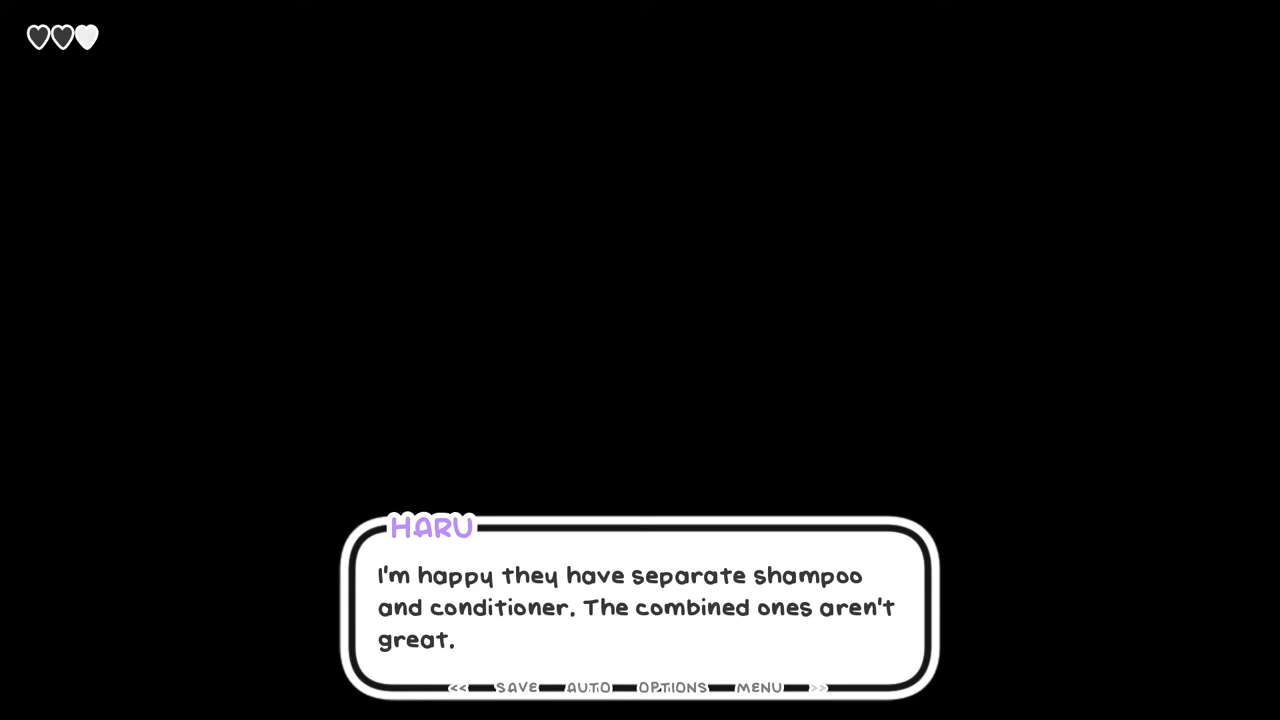 HARU
I'm happy they have separate shampoo
and conditioner. The combined ones aren't
great.
<< SAVE AUTO OPTIONS MENU >>